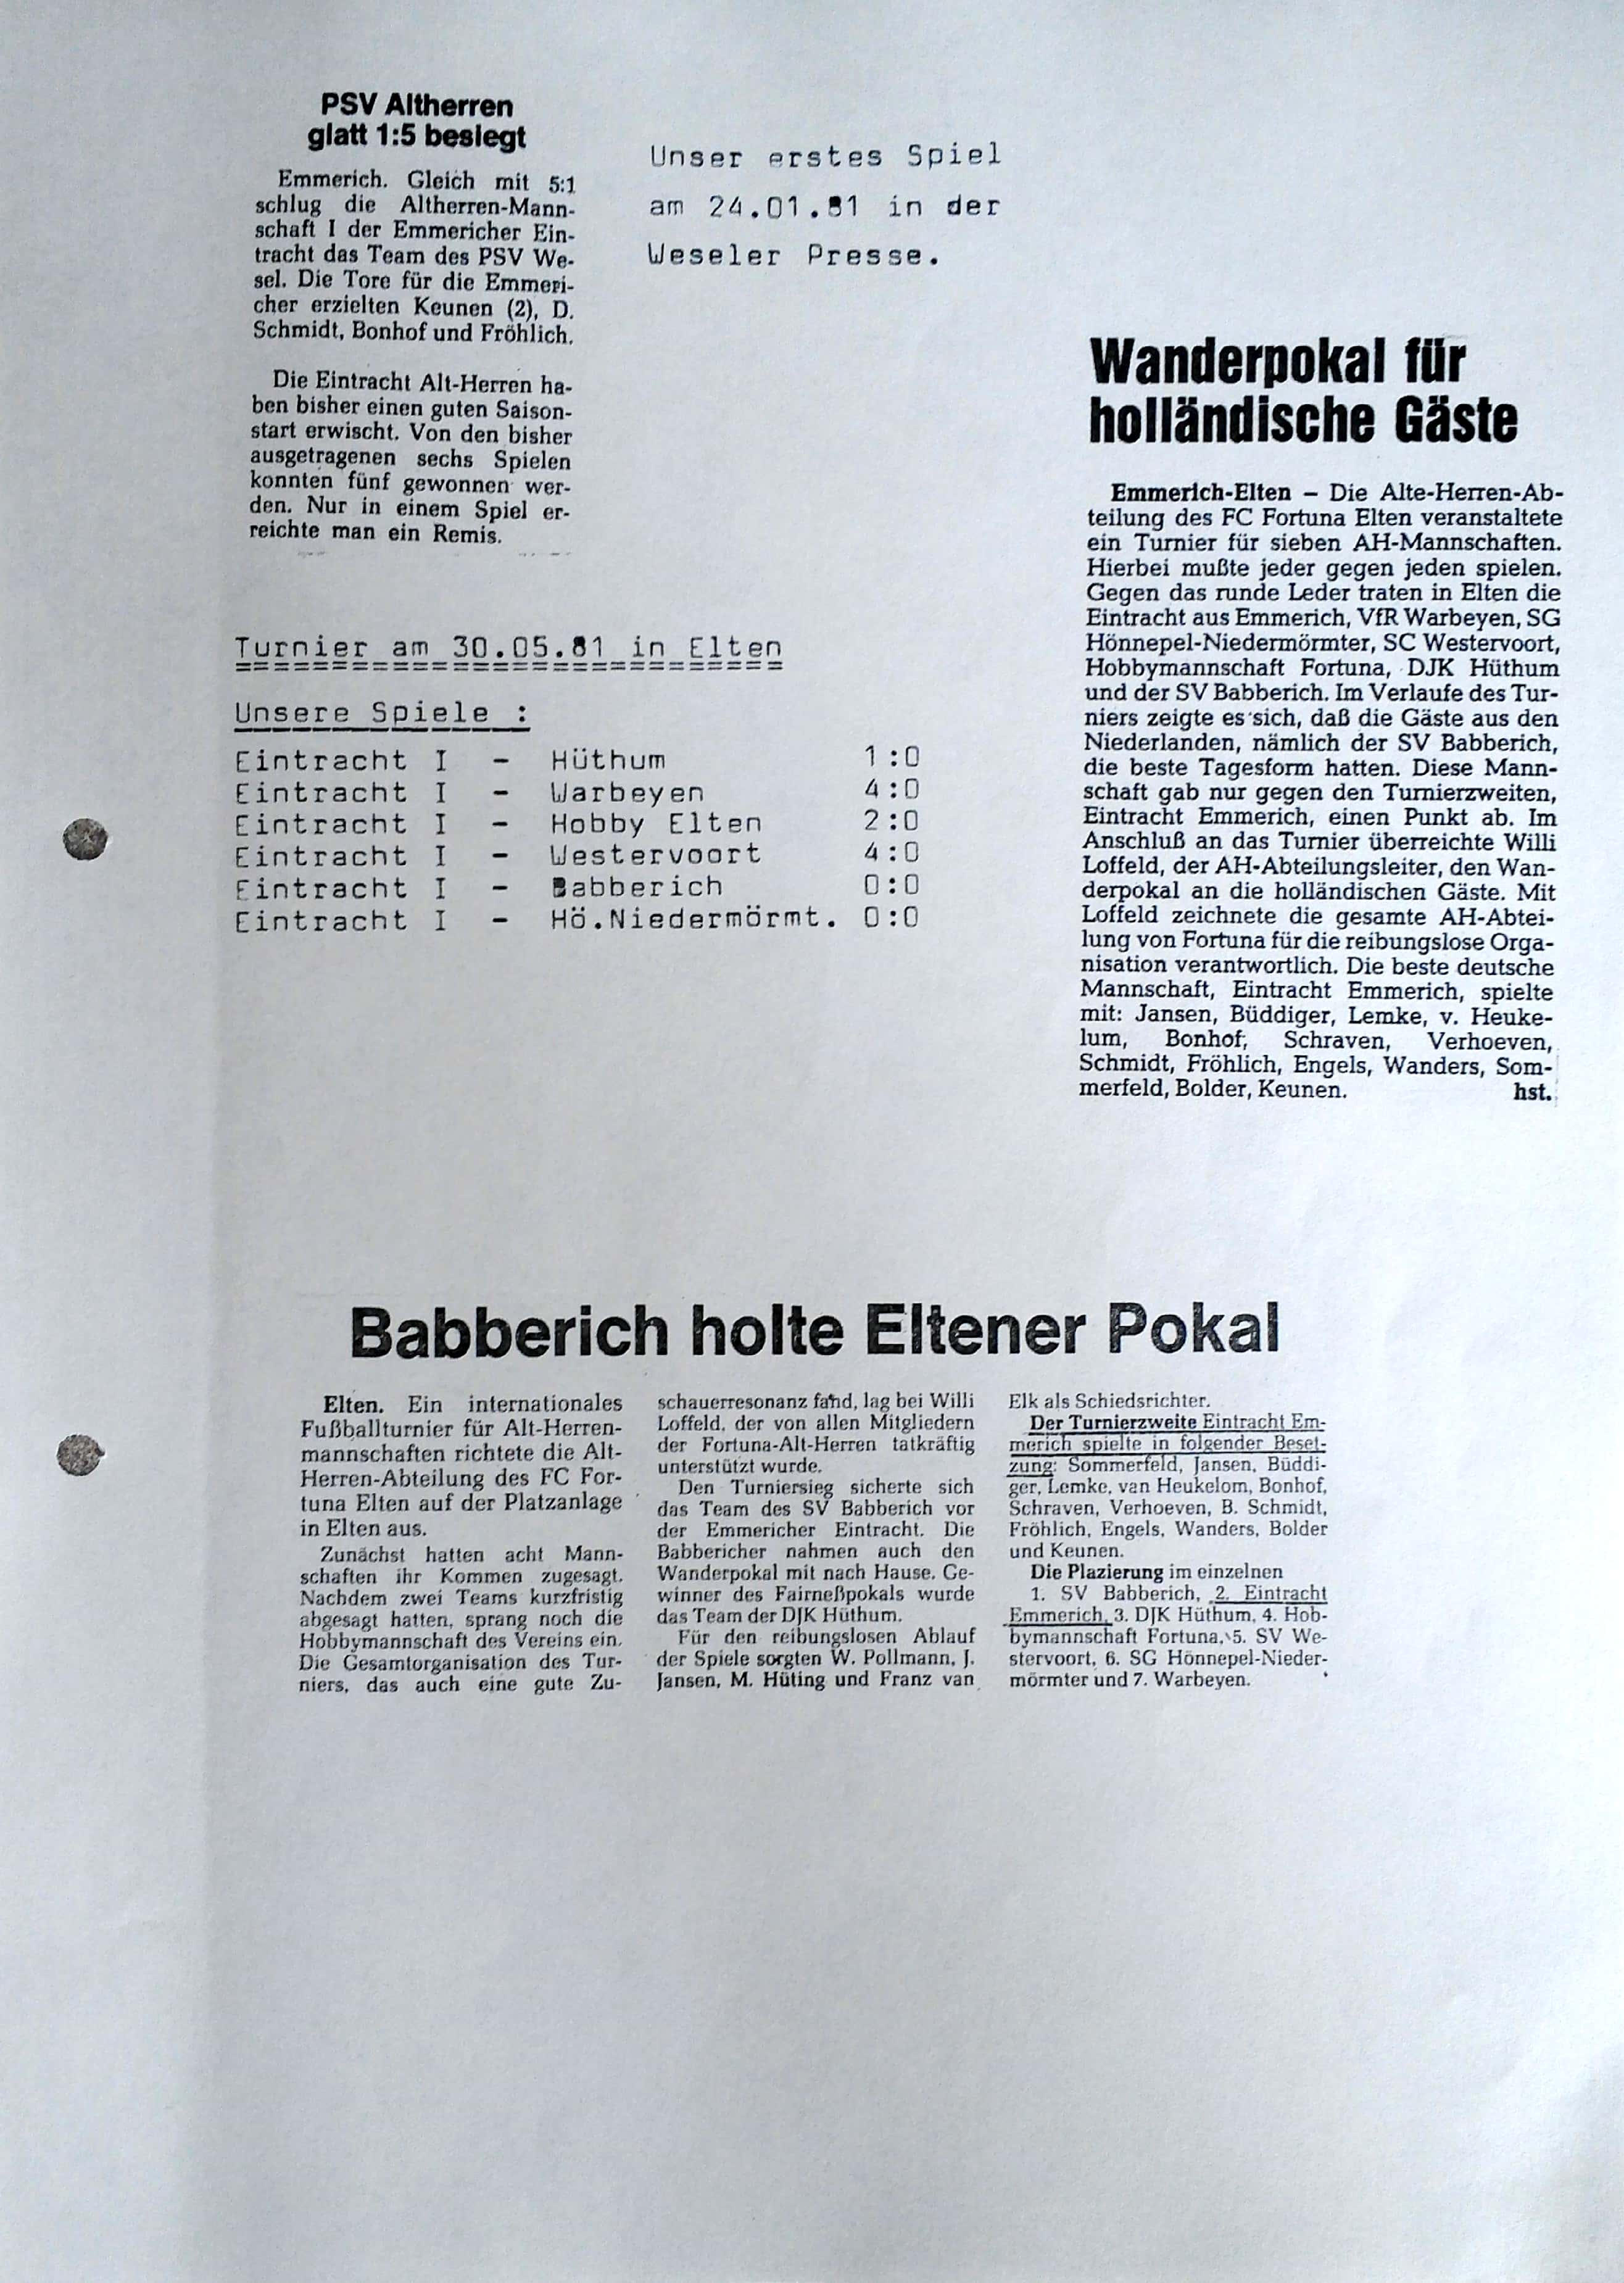 PSV Altherren
glatt 1:5 besiegt
Emmerich. Gleich mit 5:1
schlug die Altherren-Mann-
schaft I der Emmericher Ein-
tracht das Team des PSV We-
sel. Die Tore für die Emmeri-
cher erzielten Keunen (2), D.
Schmidt, Bonhof und Fröhlich.
Die Eintracht Alt-Herren ha-
ben bisher einen guten Saison-
start erwischt. Von den bisher
ausgetragenen sechs Spielen
konnten fünf gewonnen wer-
den. Nur in einem Spiel er-
reichte man ein Remis.
Unser erstes Spiel
am 24.01.81 in der
Weseler Presse.
Wanderpokal für
holländische Gäste
Emmerich-Elten – Die Alte-Herren-Ab-
teilung des FC Fortuna Elten veranstaltete
ein Turnier für sieben AH-Mannschaften.
Hierbei mußte jeder gegen jeden spielen.
Gegen das runde Leder traten in Elten die
Eintracht aus Emmerich, VfR Warbeyen, SG
Hönnepel-Niedermörmter, SC Westervoort,
Hobbymannschaft Fortuna, DJK Hüthum
und der SV Babberich. Im Verlaufe des Tur-
niers zeigte es sich, daß die Gäste aus den
Niederlanden, nämlich der SV Babberich,
die beste Tagesform hatten. Diese Mann-
schaft gab nur gegen den Turnierzweiten,
Eintracht Emmerich, einen Punkt ab. Im
Anschluß an das Turnier überreichte Willi
Loffeld, der AH-Abteilungsleiter, den Wan-
derpokal an die holländischen Gäste. Mit
Loffeld zeichnete die gesamte AH-Abtei-
lung von Fortuna für die reibungslose Orga-
nisation verantwortlich. Die beste deutsche
Mannschaft, Eintracht Emmerich, spielte
mit: Jansen, Büddiger, Lemke, v. Heuke-
lum, Bonhof, Schraven, Verhoeven,
Schmidt, Fröhlich, Engels, Wanders, Som-
merfeld, Bolder, Keunen. hst.
Turnier am 30.05.81 in Elten
============================
Unsere Spiele :
Eintracht I - Hüthum 1:0
Eintracht I - Warbeyen 4:0
Eintracht I - Hobby Elten 2:0
Eintracht I - Westervoort 4:0
Eintracht I - Babberich 0:0
Eintracht I - Hö.Niedermörmt. 0:0
Babberich holte Eltener Pokal
Elten. Ein internationales
Fußballturnier für Alt-Herren-
mannschaften richtete die Alt-
Herren-Abteilung des FC For-
tuna Elten auf der Platzanlage
in Elten aus.
Zunächst hatten acht Mann-
schaften ihr Kommen zugesagt.
Nachdem zwei Teams kurzfristig
abgesagt hatten, sprang noch die
Hobbymannschaft des Vereins ein.
Die Gesamtorganisation des Tur-
niers, das auch eine gute Zu-
schauerresonanz fand, lag bei Willi
Loffeld, der von allen Mitgliedern
der Fortuna-Alt-Herren tatkräftig
unterstützt wurde.
Den Turniersieg sicherte sich
das Team des SV Babberich vor
der Emmericher Eintracht. Die
Babbericher nahmen auch den
Wanderpokal mit nach Hause. Ge-
winner des Fairneßpokals wurde
das Team der DJK Hüthum.
Für den reibungslosen Ablauf
der Spiele sorgten W. Pollmann, J.
Jansen, M. Hüting und Franz van
Elk als Schiedsrichter.
Der Turnierzweite Eintracht Em-
merich spielte in folgender Beset-
zung: Sommerfeld, Jansen, Büddi-
ger, Lemke, van Heukelom, Bonhof,
Schraven, Verhoeven, B. Schmidt,
Fröhlich, Engels, Wanders, Bolder
und Keunen.
Die Plazierung im einzelnen
1. SV Babberich, 2. Eintracht
Emmerich, 3. DJK Hüthum, 4. Hob-
bymannschaft Fortuna, 5. SV We-
stervoort, 6. SG Hönnepel-Nieder-
mörmter und 7. Warbeyen.